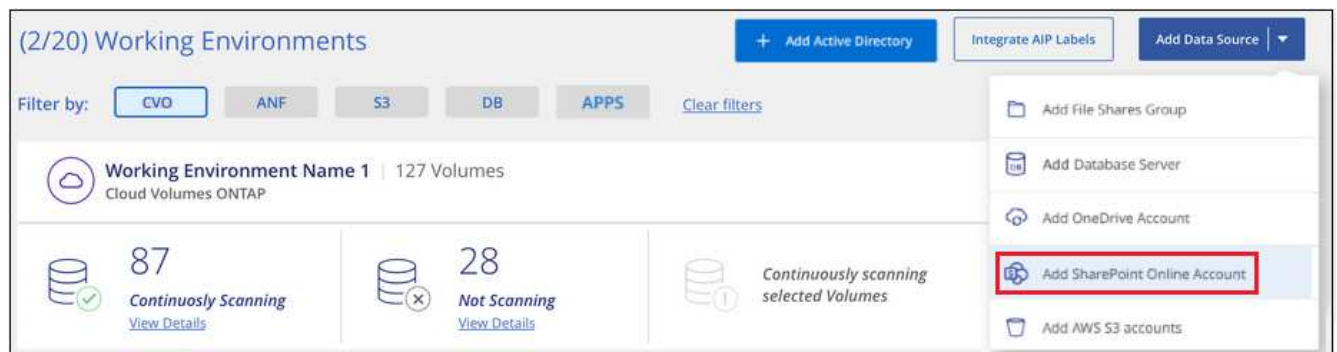 (2/20) Working Environments
+ Add Active Directory
Integrate AIP Labels
Add Data Source
Filter by: CVO ANF S3 DB APPS Clear filters
Working Environment Name 1 | 127 Volumes
Cloud Volumes ONTAP
87
Continuosly Scanning
View Details
28
Not Scanning
View Details
Continuously scanning
selected Volumes
Add File Shares Group
DB
Add Database Server
Add OneDrive Account
Add SharePoint Online Account
Add AWS S3 accounts